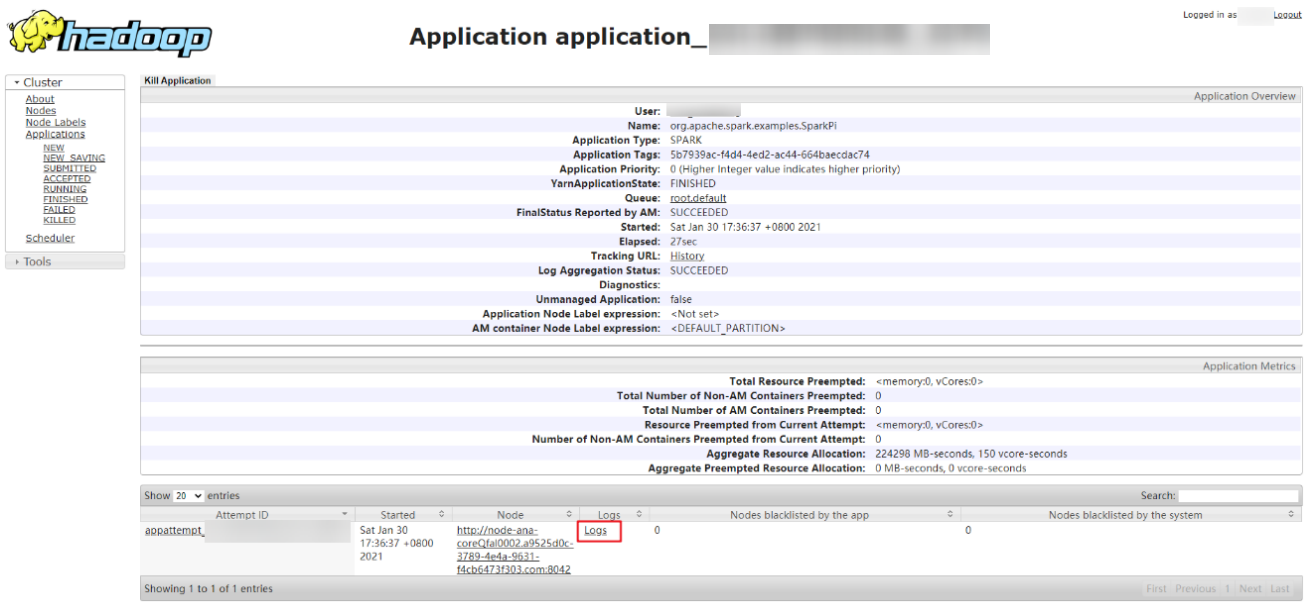 hadoop
Application application_
Logged in as
Logout
Cluster
About
Nodes
Node Labels
Applications
NEW
NEW_SAVING
SUBMITTED
ACCEPTED
RUNNING
FINISHED
FAILED
KILLED
Scheduler
Tools
Kill Application
Application Overview
User:
Name: org.apache.spark.examples.SparkPi
Application Type: SPARK
Application Tags: 5b7939ac-f4d4-4ed2-ac44-664baecdac74
Application Priority: 0 (Higher Integer value indicates higher priority)
YarnApplicationState: FINISHED
Queue: root.default
FinalStatus Reported by AM: SUCCEEDED
Started: Sat Jan 30 17:36:37 +0800 2021
Elapsed: 27sec
Tracking URL: History
Log Aggregation Status: SUCCEEDED
Diagnostics:
Unmanaged Application: false
Application Node Label expression: <Not set>
AM container Node Label expression: <DEFAULT_PARTITION>
Application Metrics
Total Resource Preempted: <memory:0, vCores:0>
Total Number of Non-AM Containers Preempted: 0
Total Number of AM Containers Preempted: 0
Resource Preempted from Current Attempt: <memory:0, vCores:0>
Number of Non-AM Containers Preempted from Current Attempt: 0
Aggregate Resource Allocation: 224298 MB-seconds, 150 vcore-seconds
Aggregate Preempted Resource Allocation: 0 MB-seconds, 0 vcore-seconds
Show 20 entries
Search:
Attempt ID Started Node Logs Nodes blacklisted by the app Nodes blacklisted by the system
appattempt_ Sat Jan 30 http://node-ana- Logs 0 0
17:36:37 +0800 coreQfal0002.a9525d0c-
2021 3789-4e4a-9631-
f4cb6473f303.com:8042
Showing 1 to 1 of 1 entries
First Previous 1 Next Last